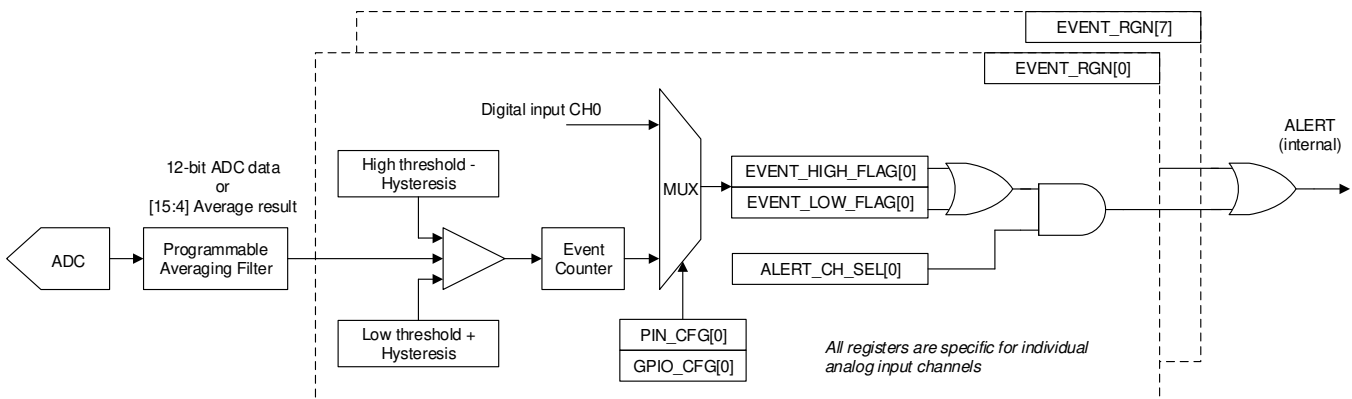 EVENT_RGN[7]
EVENT_RGN[0]
Digital input CH0
ALERT
(internal)
12-bit ADC data
or
[15:4] Average result
High threshold -
Hysteresis
MUX
EVENT_HIGH_FLAG[0]
EVENT_LOW_FLAG[0]
ADC
Programmable
Averaging Filter
Event
Counter
ALERT_CH_SEL[0]
Low threshold +
Hysteresis
PIN_CFG[0]
GPIO_CFG[0]
All registers are specific for individual
analog input channels